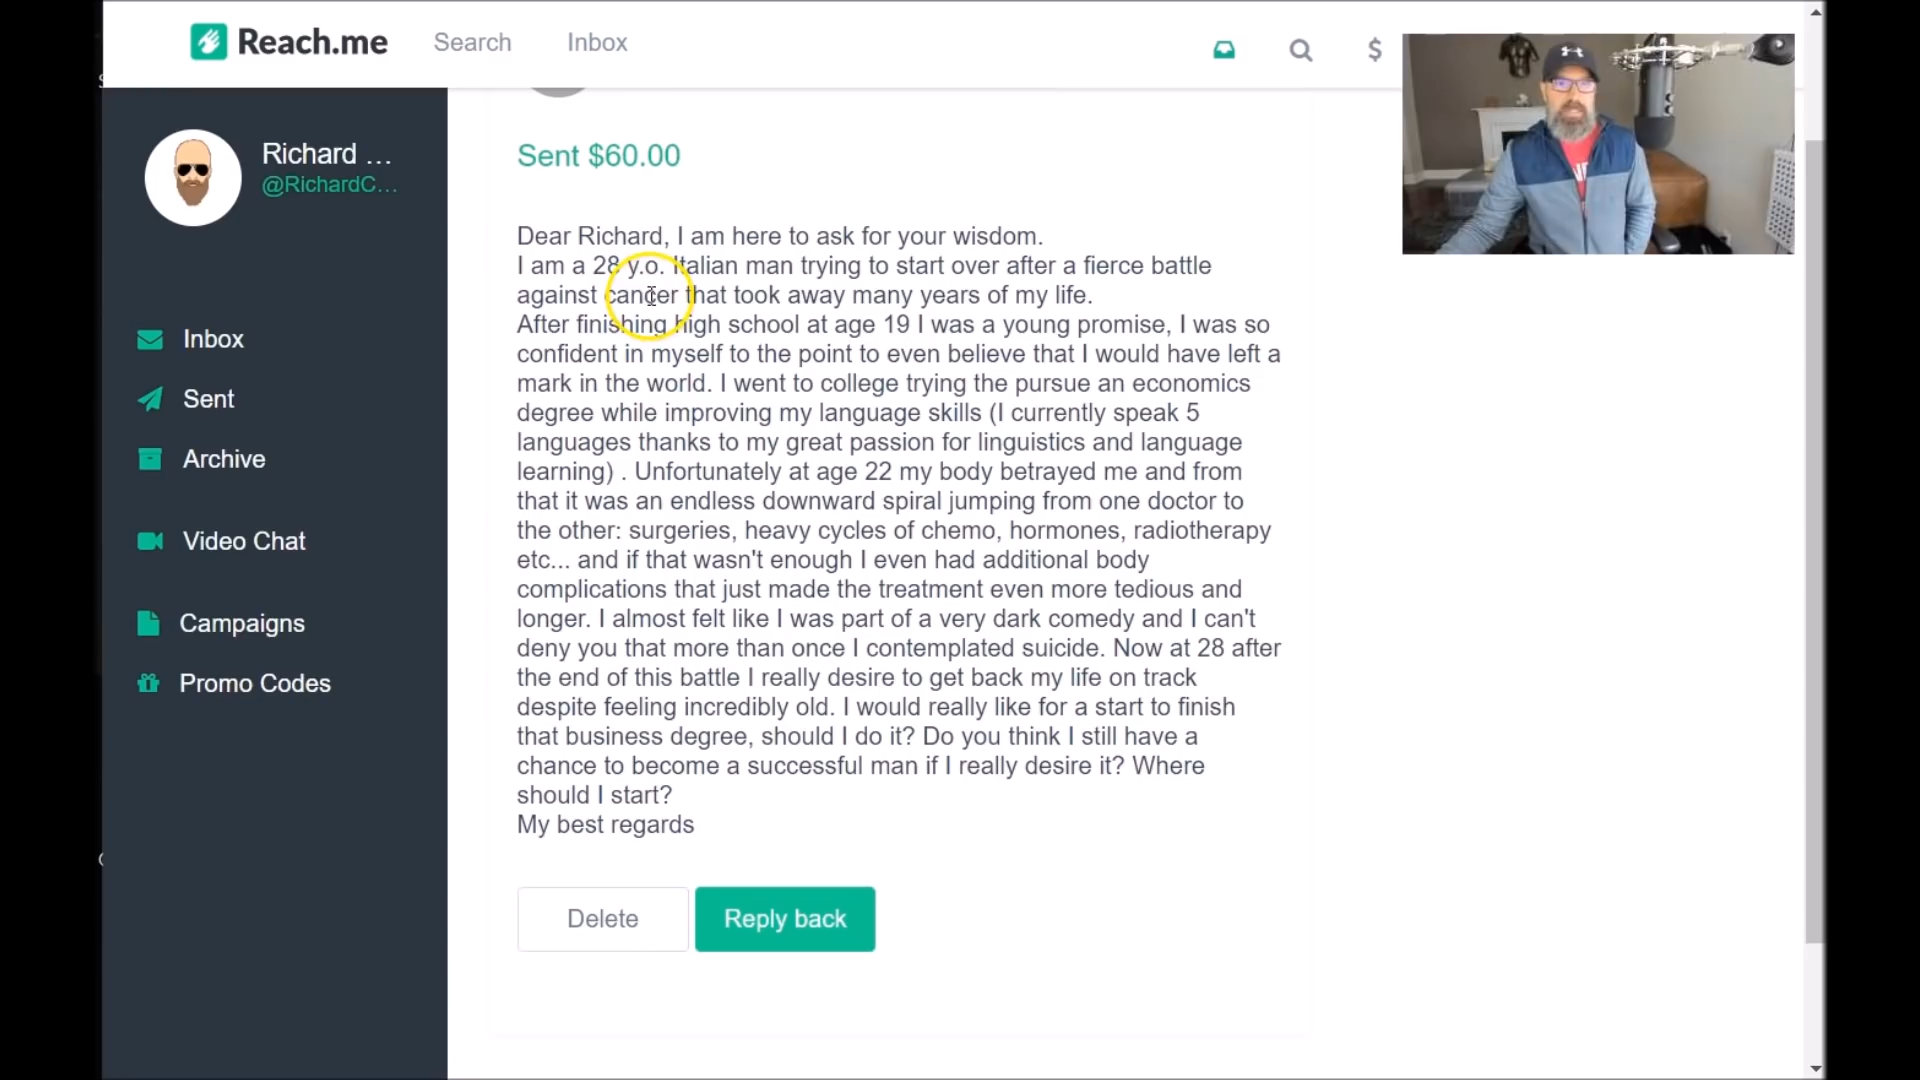 Reach.me
Search
Inbox
$
Richard ...
@RichardC...
Inbox
Sent
Archive
Video Chat
Campaigns
Promo Codes
Sent $60.00
Dear Richard, I am here to ask for your wisdom.
I am a 28 y.o. Italian man trying to start over after a fierce battle
against cancer that took away many years of my life.
After finishing high school at age 19 I was a young promise, I was so
confident in myself to the point to even believe that I would have left a
mark in the world. I went to college trying the pursue an economics
degree while improving my language skills (I currently speak 5
languages thanks to my great passion for linguistics and language
learning) . Unfortunately at age 22 my body betrayed me and from
that it was an endless downward spiral jumping from one doctor to
the other: surgeries, heavy cycles of chemo, hormones, radiotherapy
etc... and if that wasn't enough I even had additional body
complications that just made the treatment even more tedious and
longer. I almost felt like I was part of a very dark comedy and I can't
deny you that more than once I contemplated suicide. Now at 28 after
the end of this battle I really desire to get back my life on track
despite feeling incredibly old. I would really like for a start to finish
that business degree, should I do it? Do you think I still have a
chance to become a successful man if I really desire it? Where
should I start?
My best regards
Delete
Reply back